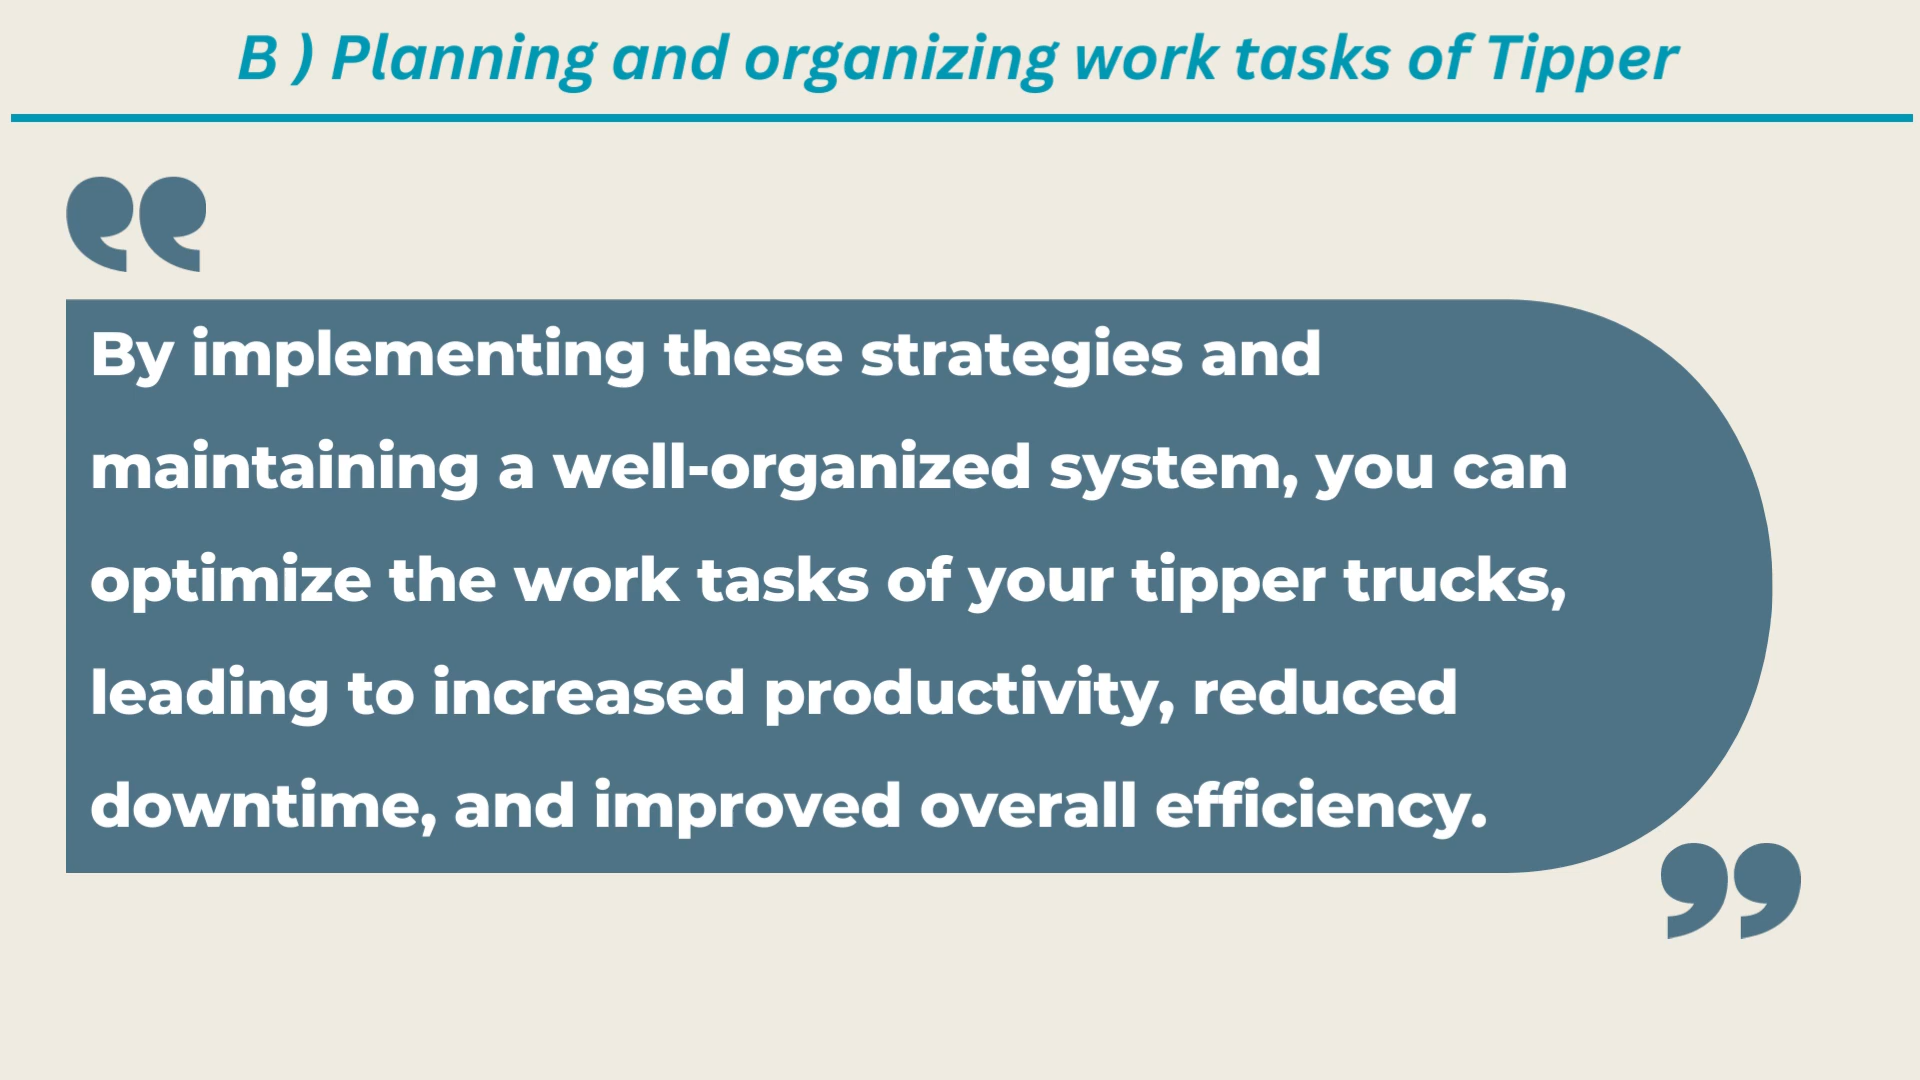 B ) Planning and organizing work tasks of Tipper
By implementing these strategies and
maintaining a well-organized system, you can
optimize the work tasks of your tipper trucks,
leading to increased productivity, reduced
downtime, and improved overall efficiency.